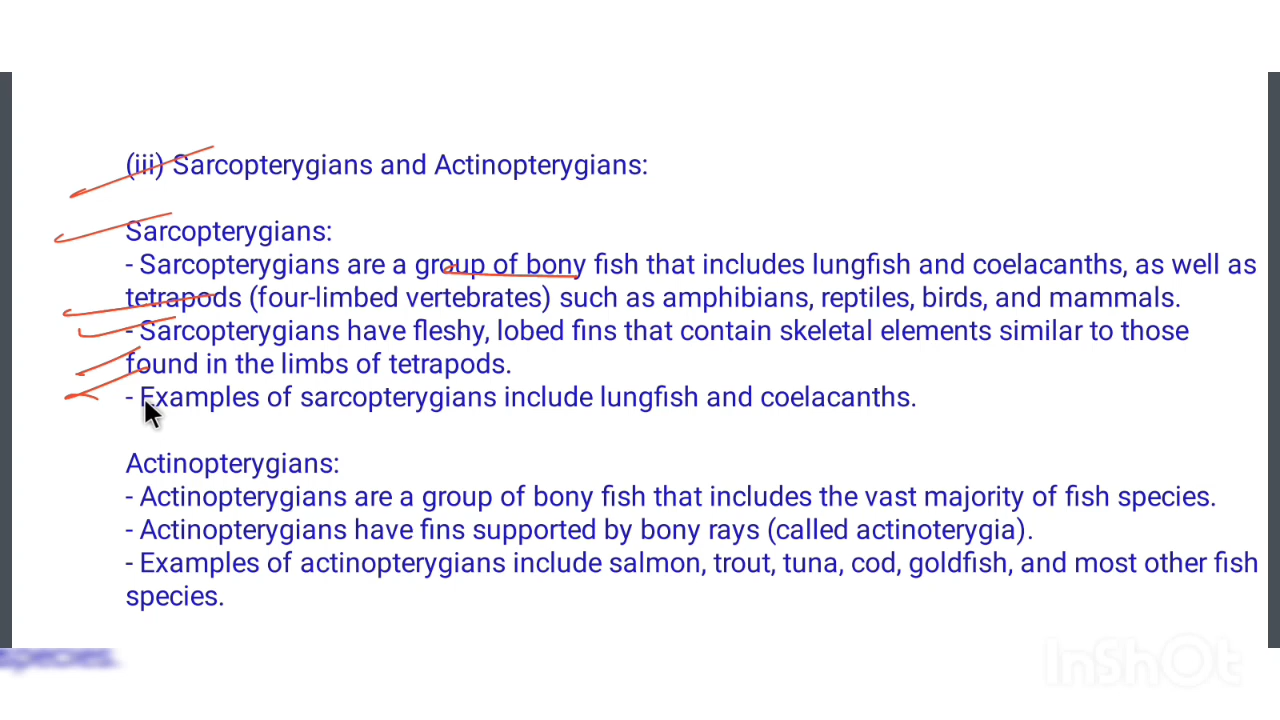 (iii) Sarcopterygians and Actinopterygians:
Sarcopterygians:
- Sarcopterygians are a group of bony fish that includes lungfish and coelacanths, as well as
tetrapods (four-limbed vertebrates) such as amphibians, reptiles, birds, and mammals.
- Sarcopterygians have fleshy, lobed fins that contain skeletal elements similar to those
found in the limbs of tetrapods.
- Examples of sarcopterygians include lungfish and coelacanths.
Actinopterygians:
- Actinopterygians are a group of bony fish that includes the vast majority of fish species.
- Actinopterygians have fins supported by bony rays (called actinoterygia).
- Examples of actinopterygians include salmon, trout, tuna, cod, goldfish, and most other fish
species.
species.
InShOt